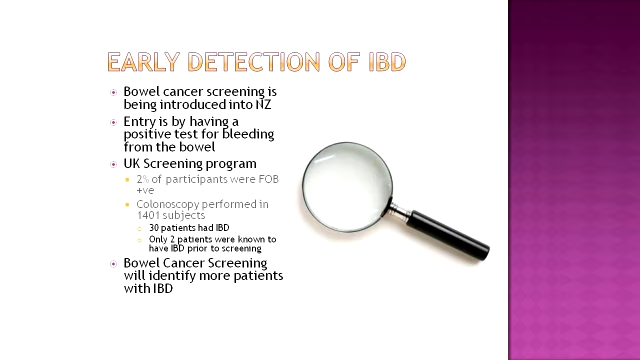 EARLY DETECTION OF IBD
Bowel cancer screening is
being introduced into NZ
Entry is by having a
positive test for bleeding
from the bowel
UK Screening program
2% of participants were FOB
+ve
Colonoscopy performed in
1401 subjects
30 patients had IBD
Only 2 patients were known to
have IBD prior to screening
Bowel Cancer Screening
will identify more patients
with IBD